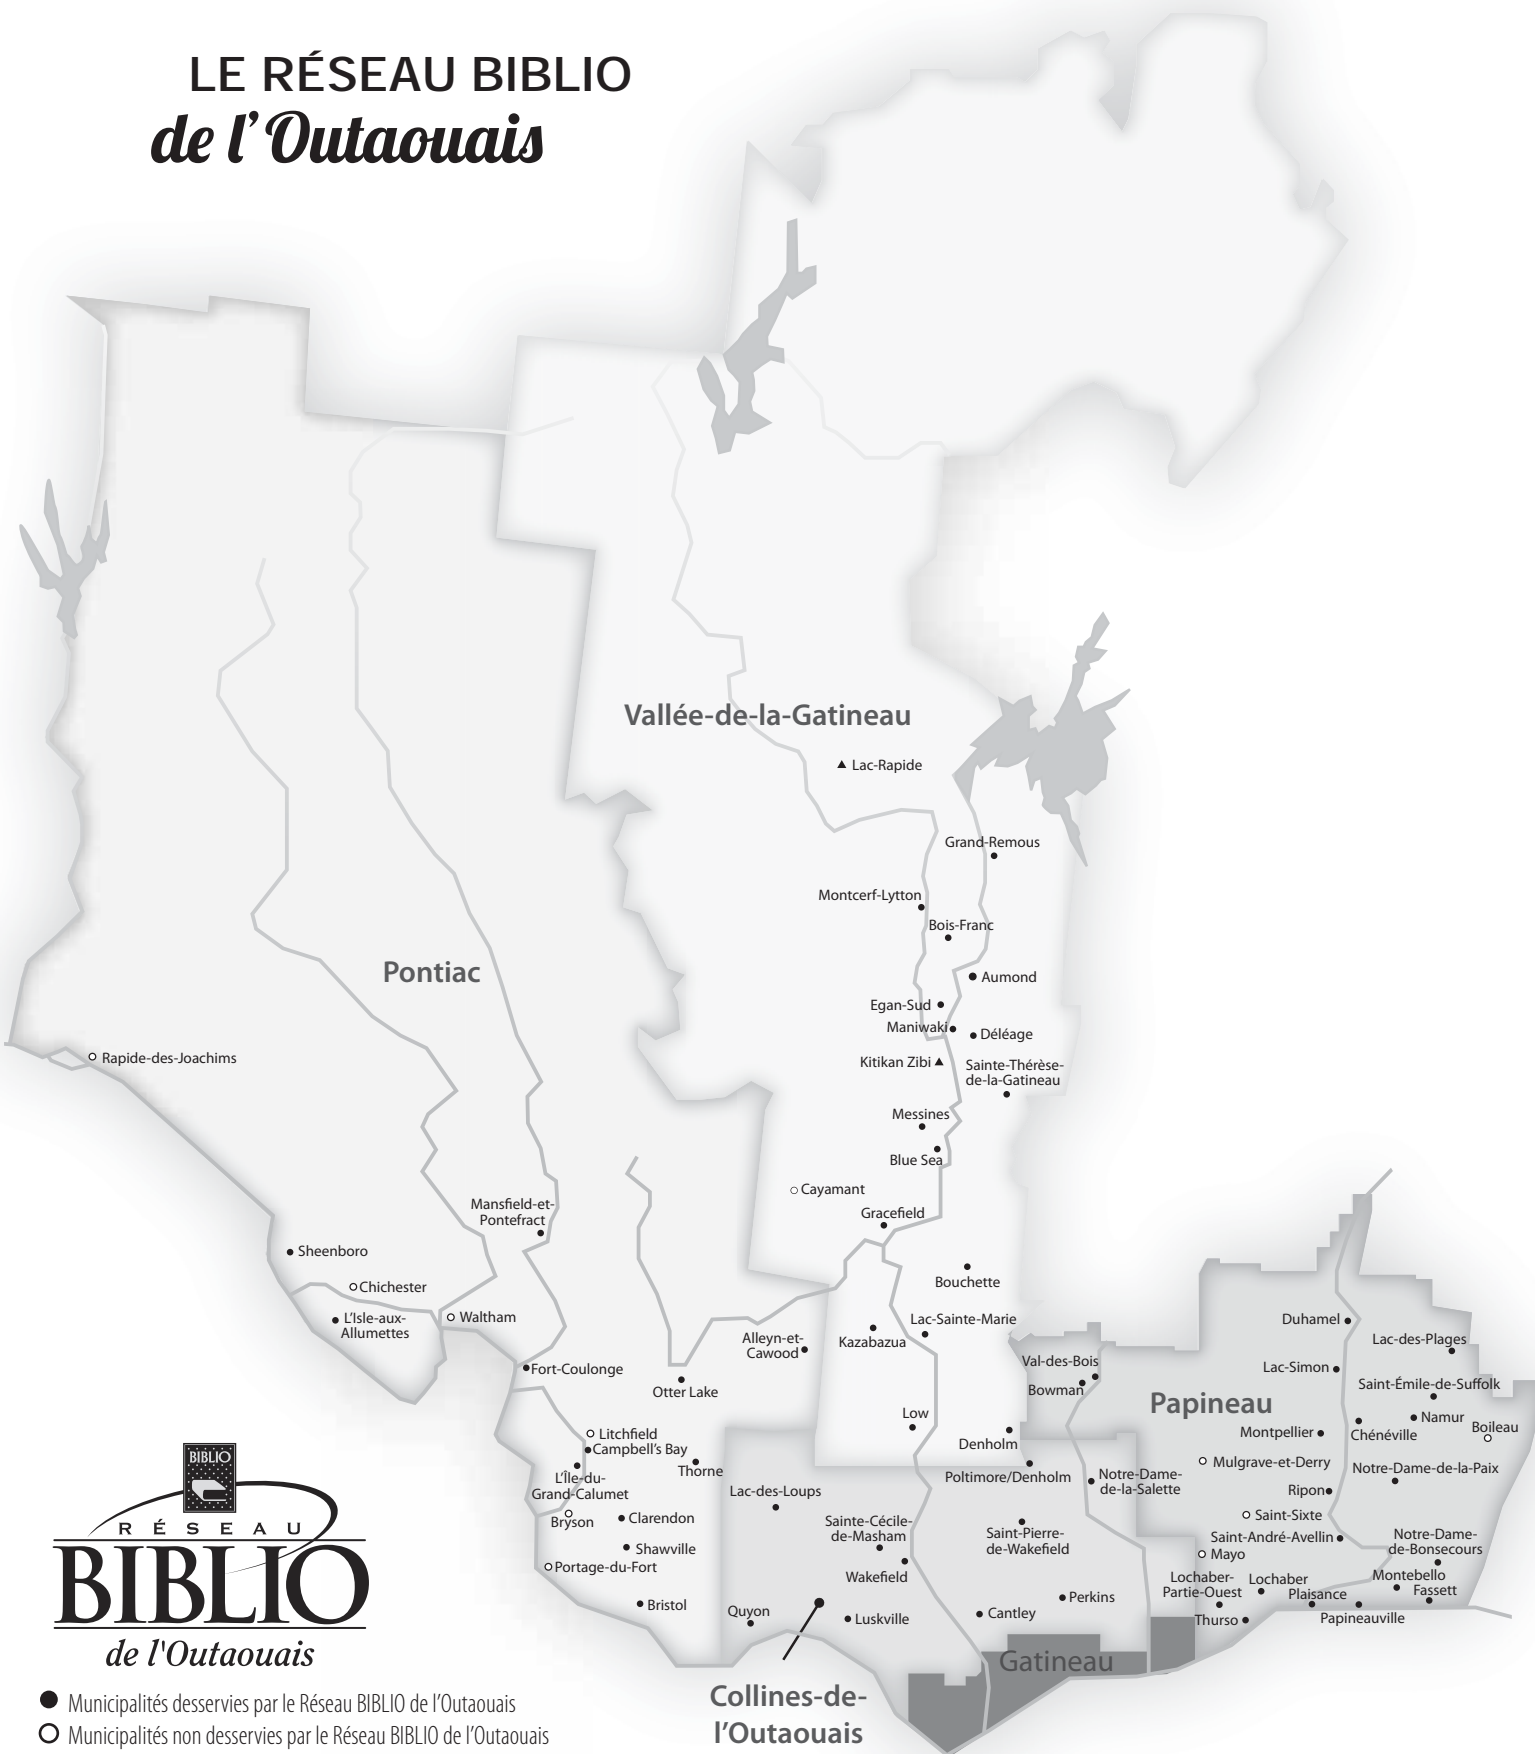 LE RÉSEAU BIBLIO
de l'Outaouais
Vallée-de-la-Gatineau
Lac-Rapide
Grand-Remous
Montcerf-Lytton
Bois-Franc
Pontiac
Aumond
Egan-Sud
Maniwaki
Déléage
Rapide-des-Joachims
Kitikan Zibi
Sainte-Thérèse-
de-la-Gatineau
Messines
Blue Sea
Cayamant
Mansfield-et-
Pontefract
Gracefield
Sheenboro
Chichester
Bouchette
L'Isle-aux-
Allumettes
Waltham
Lac-Sainte-Marie
Duhamel
Alleyn-et-
Cawood
Kazabazua
Lac-des-Plages
Fort-Coulonge
Val-des-Bois
Lac-Simon
Otter Lake
Bowman
Saint-Émile-de-Suffolk
Papineau
Low
Namur
Litchfield
Denholm
Montpellier
Chénéville
Boileau
Campbell's Bay
Thorne
Poltimore/Denholm
Notre-Dame-
de-la-Salette
Mulgrave-et-Derry
Notre-Dame-de-la-Paix
L'Île-du-
Grand-Calumet
Lac-des-Loups
Ripon
Bryson
Clarendon
Sainte-Cécile-
de-Masham
Saint-Pierre-
de-Wakefield
Saint-Sixte
Saint-André-Avellin
Notre-Dame-
de-Bonsecours
Shawville
Mayo
Portage-du-Fort
Wakefield
Lochaber-
Partie-Ouest
Lochaber
Plaisance
Montebello
Fassett
Bristol
Quyon
Luskville
Cantley
Perkins
Thurso
Papineauville
Gatineau
Collines-de-
l'Outaouais
BIBLIO
RÉSEAU
BIBLIO
de l'Outaouais
Municipalités desservies par le Réseau BIBLIO de l'Outaouais
Municipalités non desservies par le Réseau BIBLIO de l'Outaouais